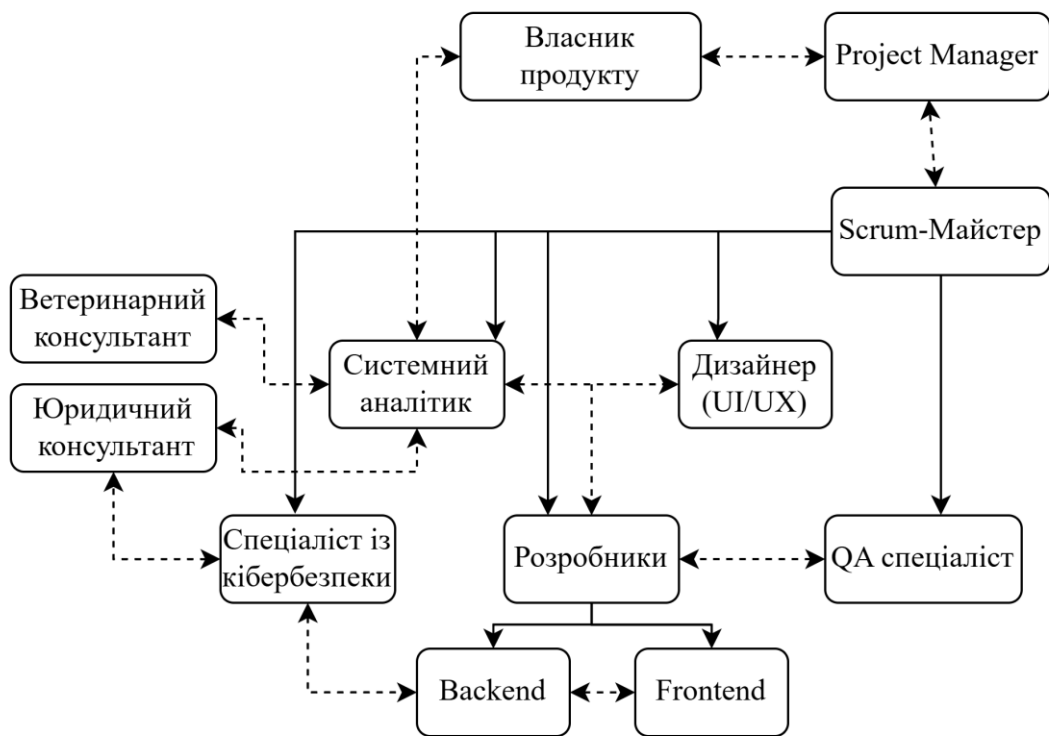 Власник
продукту
Project Manager
Scrum-Майстер
Ветеринарний
консультант
Системний
аналітик
Дизайнер
(UI/UX)
Юридичний
консультант
Спеціаліст із
кібербезпеки
Розробники
QA спеціаліст
Backend
Frontend